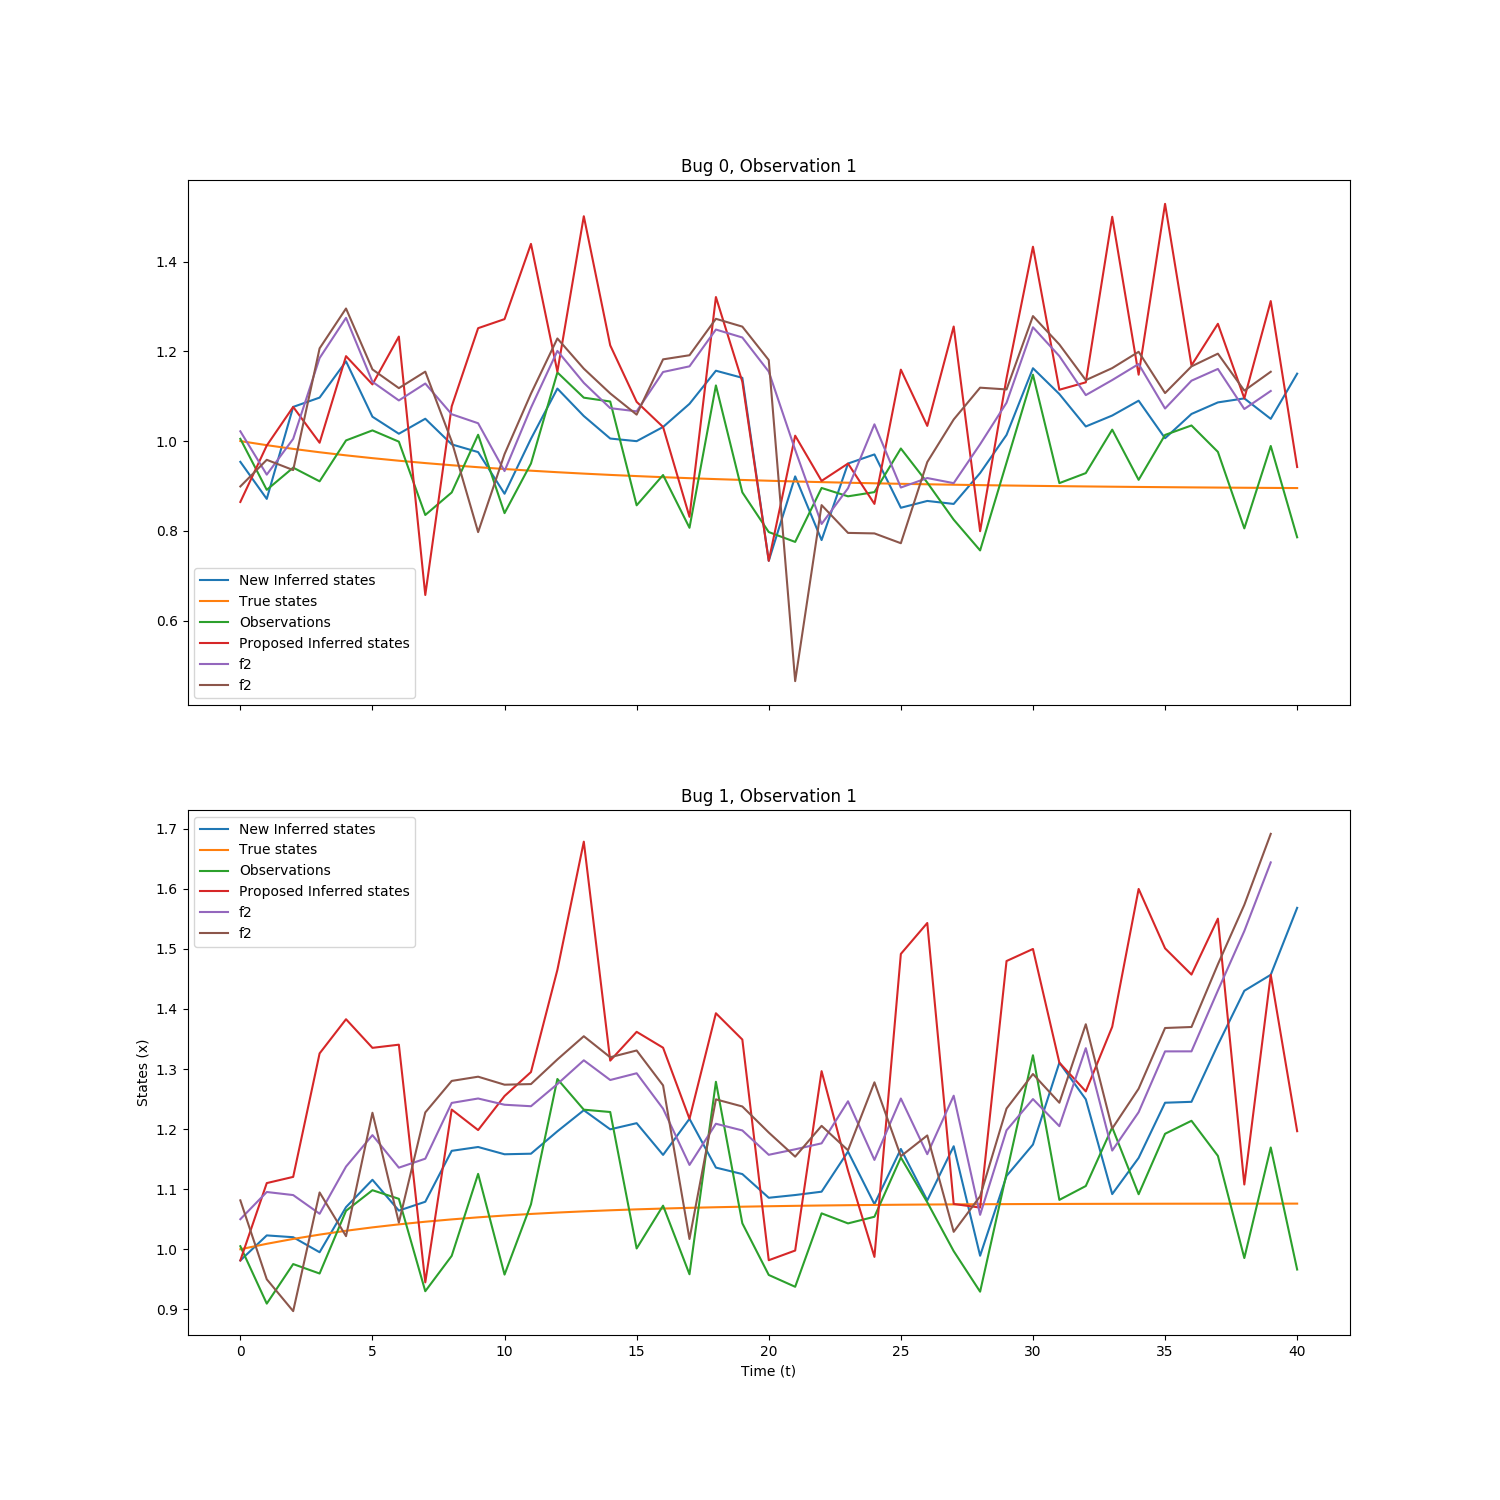 Bug 0, Observation 1
1.4
1.2
1.0
0.8
0.6
New Inferred states
True states
Observations
Proposed Inferred states
f2
f2
Bug 1, Observation 1
1.7
1.6
1.5
1.4
1.3
1.2
1.1
1.0
0.9
States (x)
New Inferred states
True states
Observations
Proposed Inferred states
f2
f2
0 5 10 15 20 25 30 35 40
Time (t)